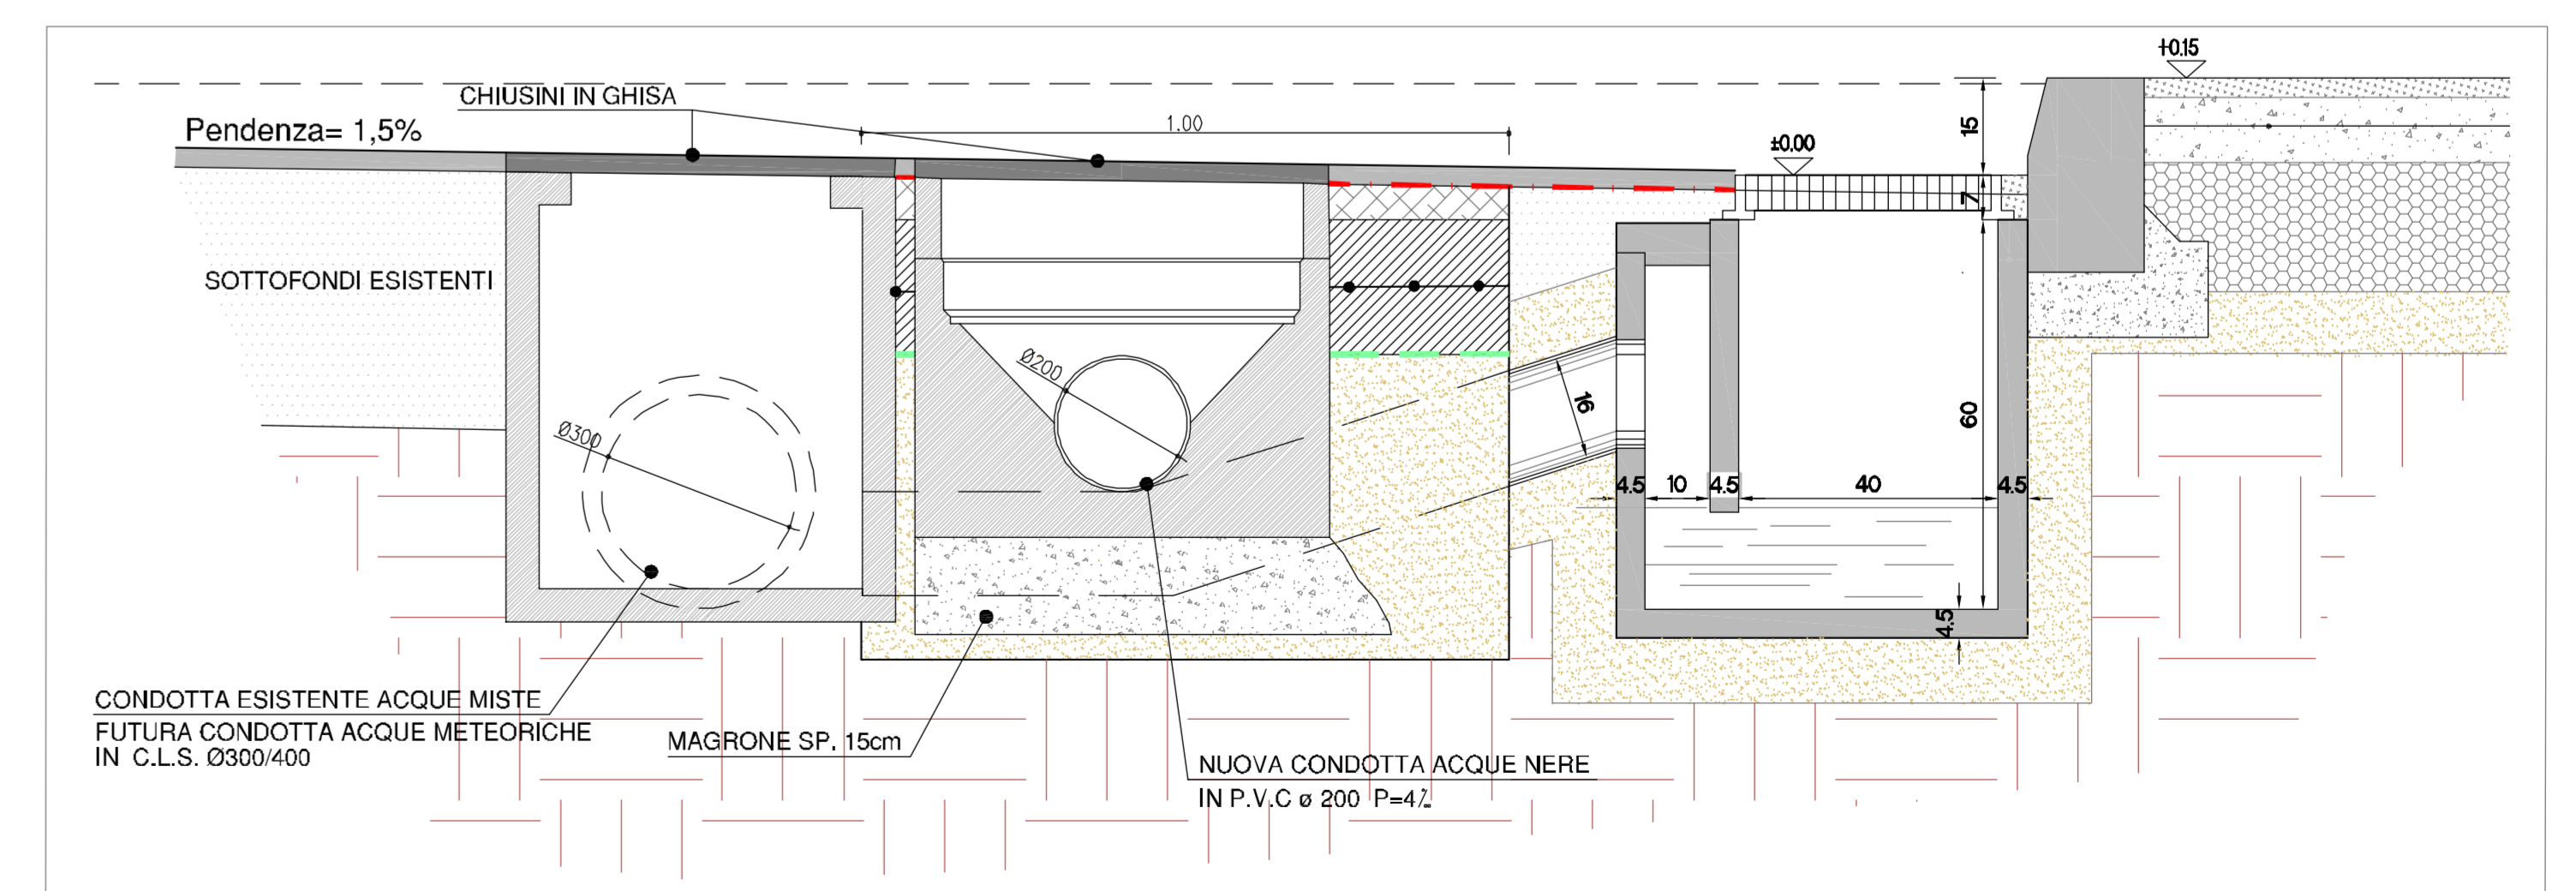 +0.15
CHIUSINI IN GHISA
Pendenza= 1,5%
1.00
15
±0.00
7
SOTTOFONDI ESISTENTI
Ø200
Ø300
16
60
4.5
10
4.5
40
4.5
4.5
CONDOTTA ESISTENTE ACQUE MISTE
FUTURA CONDOTTA ACQUE METEORICHE
IN C.L.S. Ø300/400
MAGRONE SP. 15cm
NUOVA CONDOTTA ACQUE NERE
IN P.V.C ø 200 P=4‰